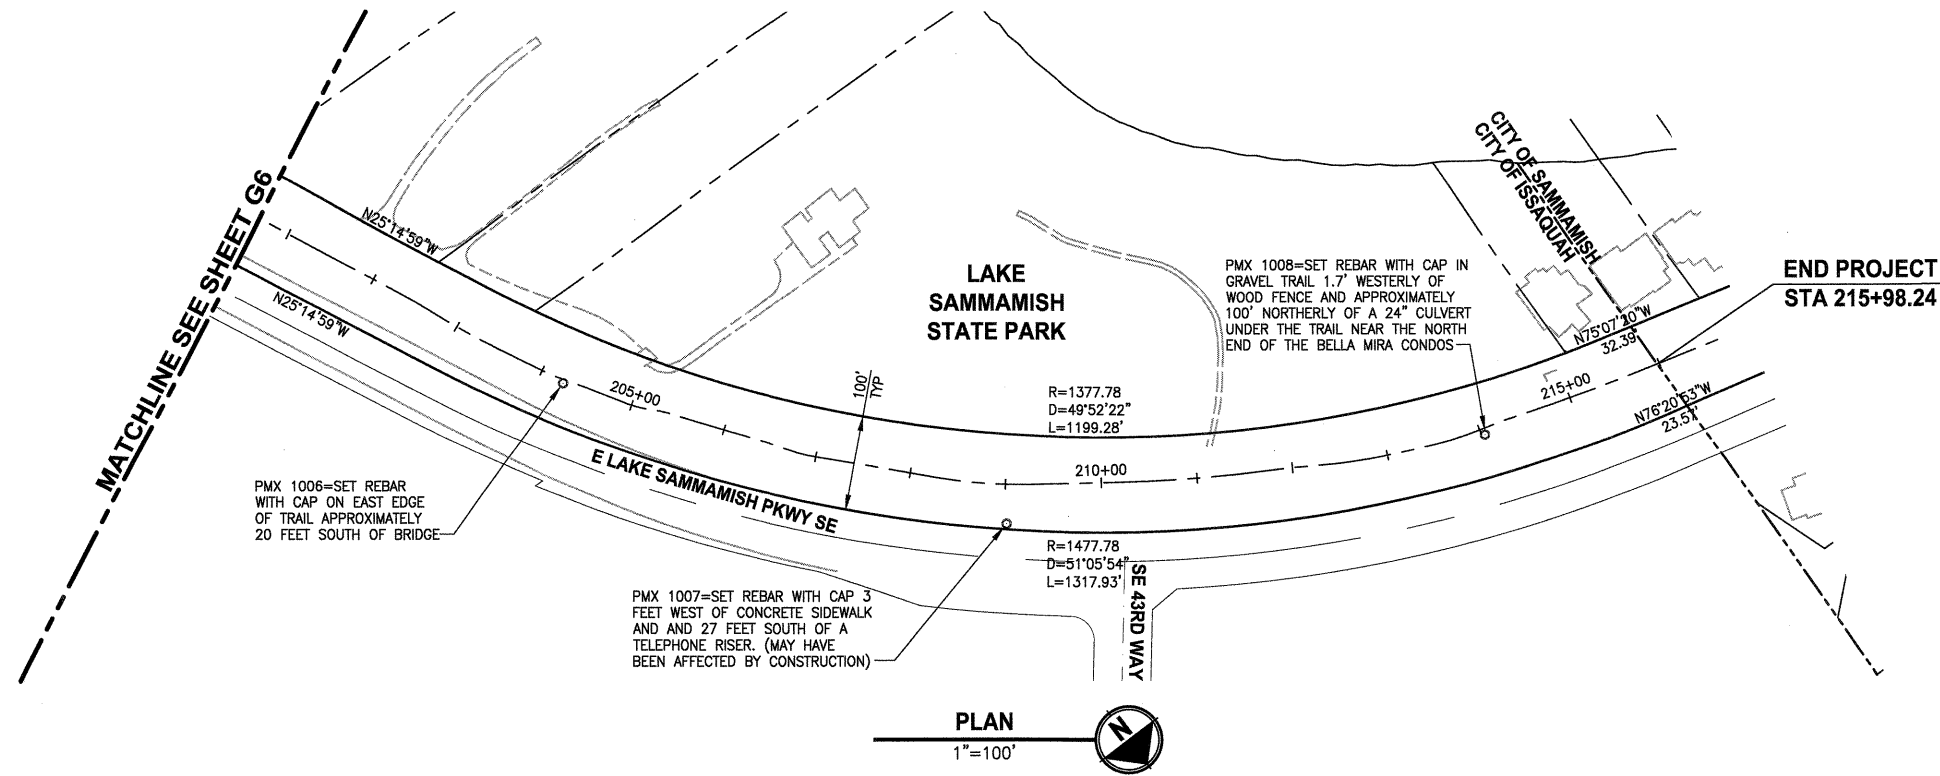 MATCHLINE SEE SHEET G6
N25°14'59"W
N25°14'59"W
205+00
100'
TYP
LAKE
SAMMAMISH
STATE PARK
PMX 1008=SET REBAR WITH CAP IN
GRAVEL TRAIL 1.7' WESTERLY OF
WOOD FENCE AND APPROXIMATELY
100' NORTHERLY OF A 24" CULVERT
UNDER THE TRAIL NEAR THE NORTH
END OF THE BELLA MIRA CONDOS
CITY OF SAMMAMISH
CITY OF ISSAQUAH
END PROJECT
STA 215+98.24
N75°07'20"W
32.39'
215+00
N76°20'53"W
23.57'
R=1377.78
D=49°52'22"
L=1199.28'
210+00
E LAKE SAMMAMISH PKWY SE
PMX 1006=SET REBAR
WITH CAP ON EAST EDGE
OF TRAIL APPROXIMATELY
20 FEET SOUTH OF BRIDGE
R=1477.78
D=51°05'54"
L=1317.93'
SE 43RD WAY
PMX 1007=SET REBAR WITH CAP 3
FEET WEST OF CONCRETE SIDEWALK
AND AND 27 FEET SOUTH OF A
TELEPHONE RISER. (MAY HAVE
BEEN AFFECTED BY CONSTRUCTION)
PLAN
1"=100'
N